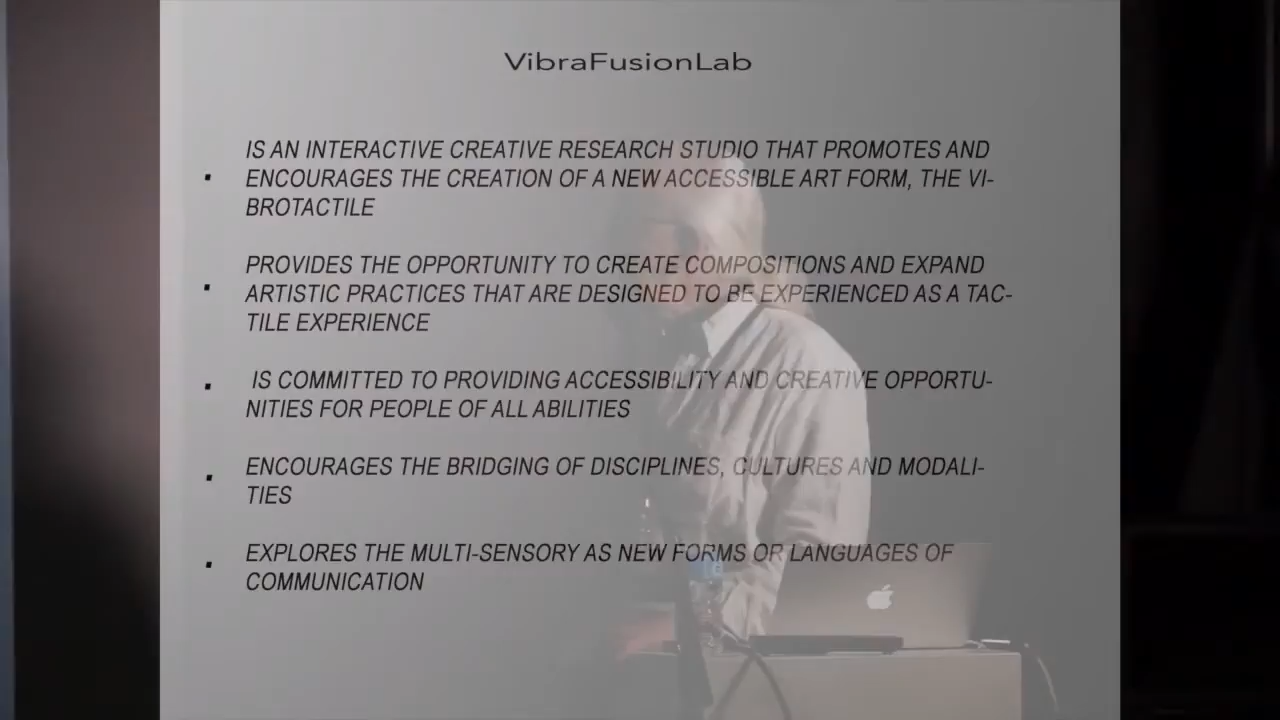 VibraFusionLab
IS AN INTERACTIVE CREATIVE RESEARCH STUDIO THAT PROMOTES AND
ENCOURAGES THE CREATION OF A NEW ACCESSIBLE ART FORM, THE VI-
BROTACTILE
PROVIDES THE OPPORTUNITY TO CREATE COMPOSITIONS AND EXPAND
ARTISTIC PRACTICES THAT ARE DESIGNED TO BE EXPERIENCED AS A TAC-
TILE EXPERIENCE
IS COMMITTED TO PROVIDING ACCESSIBILITY AND CREATIVE OPPORTU-
NITIES FOR PEOPLE OF ALL ABILITIES
ENCOURAGES THE BRIDGING OF DISCIPLINES, CULTURES AND MODALI-
TIES
EXPLORES THE MULTI-SENSORY AS NEW FORMS OR LANGUAGES OF
COMMUNICATION